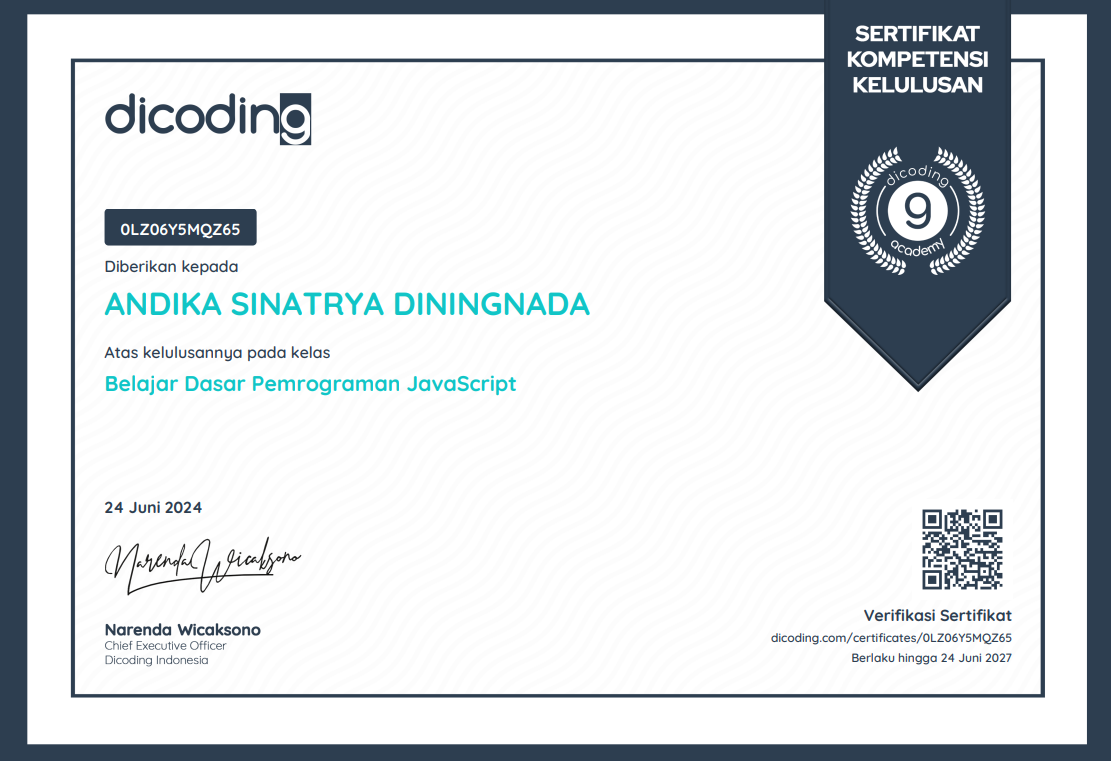 SERTIFIKAT
KOMPETENSI
KELULUSAN
dicoding
dicoding
9
academy
0LZ06Y5MQZ65
Diberikan kepada
ANDIKA SINATRYA DININGNADA
Atas kelulusannya pada kelas
Belajar Dasar Pemrograman JavaScript
24 Juni 2024
Narenda Wicaksono
Narenda Wicaksono
Chief Executive Officer
Dicoding Indonesia
Verifikasi Sertifikat
dicoding.com/certificates/0LZ06Y5MQZ65
Berlaku hingga 24 Juni 2027